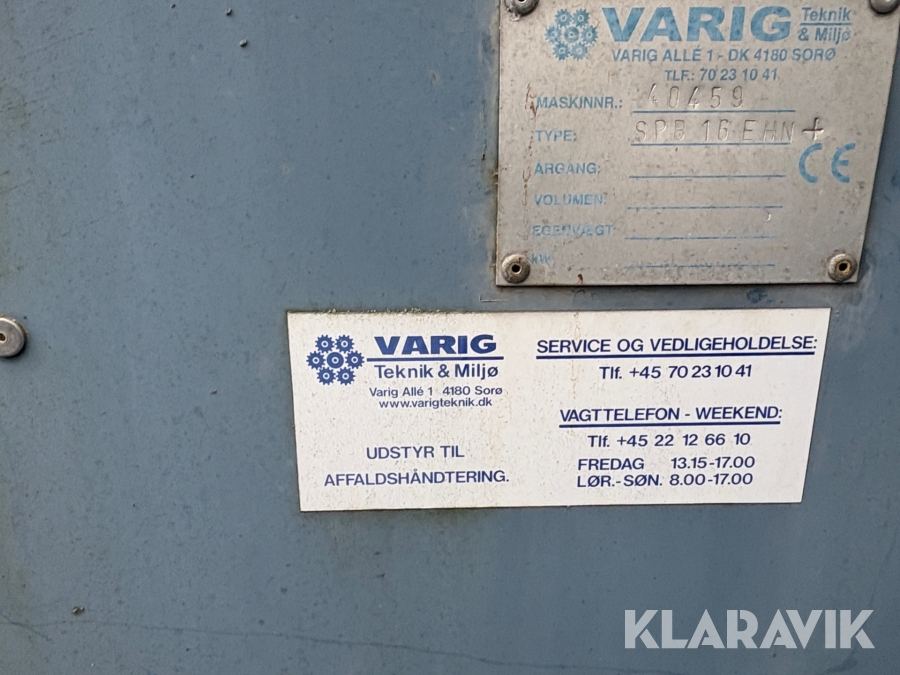 VARIG Teknik & Miljø
VARIG ALLÉ 1 - DK 4180 SORØ
TLF.: 70 23 10 41
MASKINNR.: 40459
TYPE: SPB 16 EHN+
ARGANG:
VOLUMEN:
EGENVÆGT:
kW:
CE
VARIG
Teknik & Miljø
Varig Allé 1 4180 Sorø
www.varigteknik.dk
UDSTYR TIL
AFFALDSHÅNDTERING.
SERVICE OG VEDLIGEHOLDELSE:
Tlf. +45 70 23 10 41
VAGTTELEFON - WEEKEND:
Tlf. +45 22 12 66 10
FREDAG 13.15-17.00
LØR.-SØN. 8.00-17.00
KLARAVIK